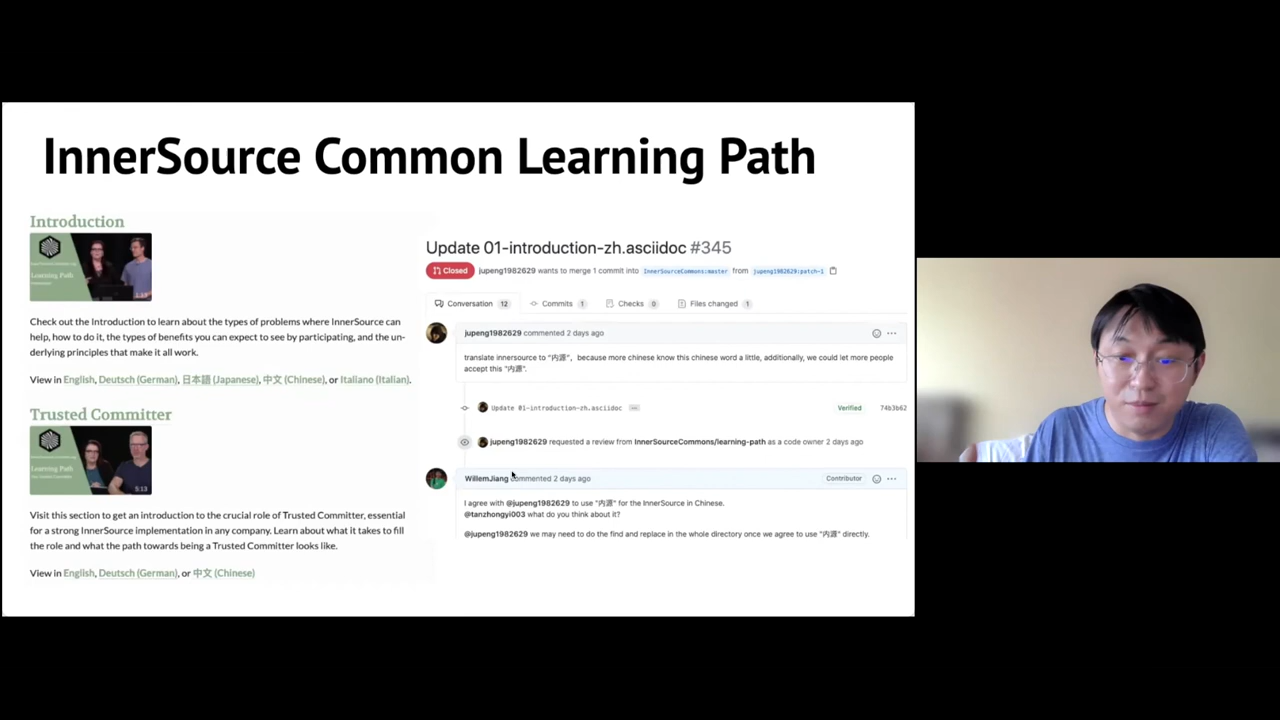 InnerSource Common Learning Path
Introduction
Learning Path
Check out the Introduction to learn about the types of problems where InnerSource can
help, how to do it, the types of benefits you can expect to see by participating, and the un-
derlying principles that make it all work.
View in English, Deutsch (German), 日本語 (Japanese), 中文 (Chinese), or Italiano (Italian).
Trusted Committer
Learning Path
5:13
Visit this section to get an introduction to the crucial role of Trusted Committer, essential
for a strong InnerSource implementation in any company. Learn about what it takes to fill
the role and what the path towards being a Trusted Committer looks like.
View in English, Deutsch (German), or 中文 (Chinese)
Update 01-introduction-zh.asciidoc #345
Closed jupeng1982629 wants to merge 1 commit into InnerSourceCommons:master from jupeng1982629:patch-1
Conversation 12 Commits 1 Checks 0 Files changed 1
jupeng1982629 commented 2 days ago
translate innersource to "内源", because more chinese know this chinese word a little, additionally, we could let more people
accept this "内源".
Update 01-introduction-zh.asciidoc Verified 74b3b62
jupeng1982629 requested a review from InnerSourceCommons/learning-path as a code owner 2 days ago
WillemJiang commented 2 days ago Contributor
I agree with @jupeng1982629 to use "内源" for the InnerSource in Chinese.
@tanzhongyi003 what do you think about it?
@jupeng1982629 we may need to do the find and replace in the whole directory once we agree to use "内源" directly.